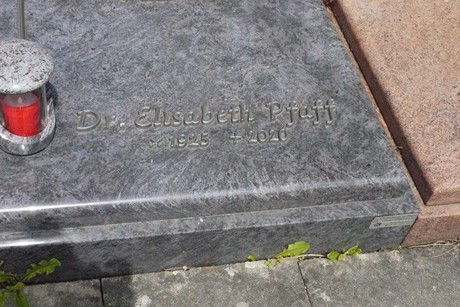 Dr. Elisabeth Pfaff
* 1925 + 2020